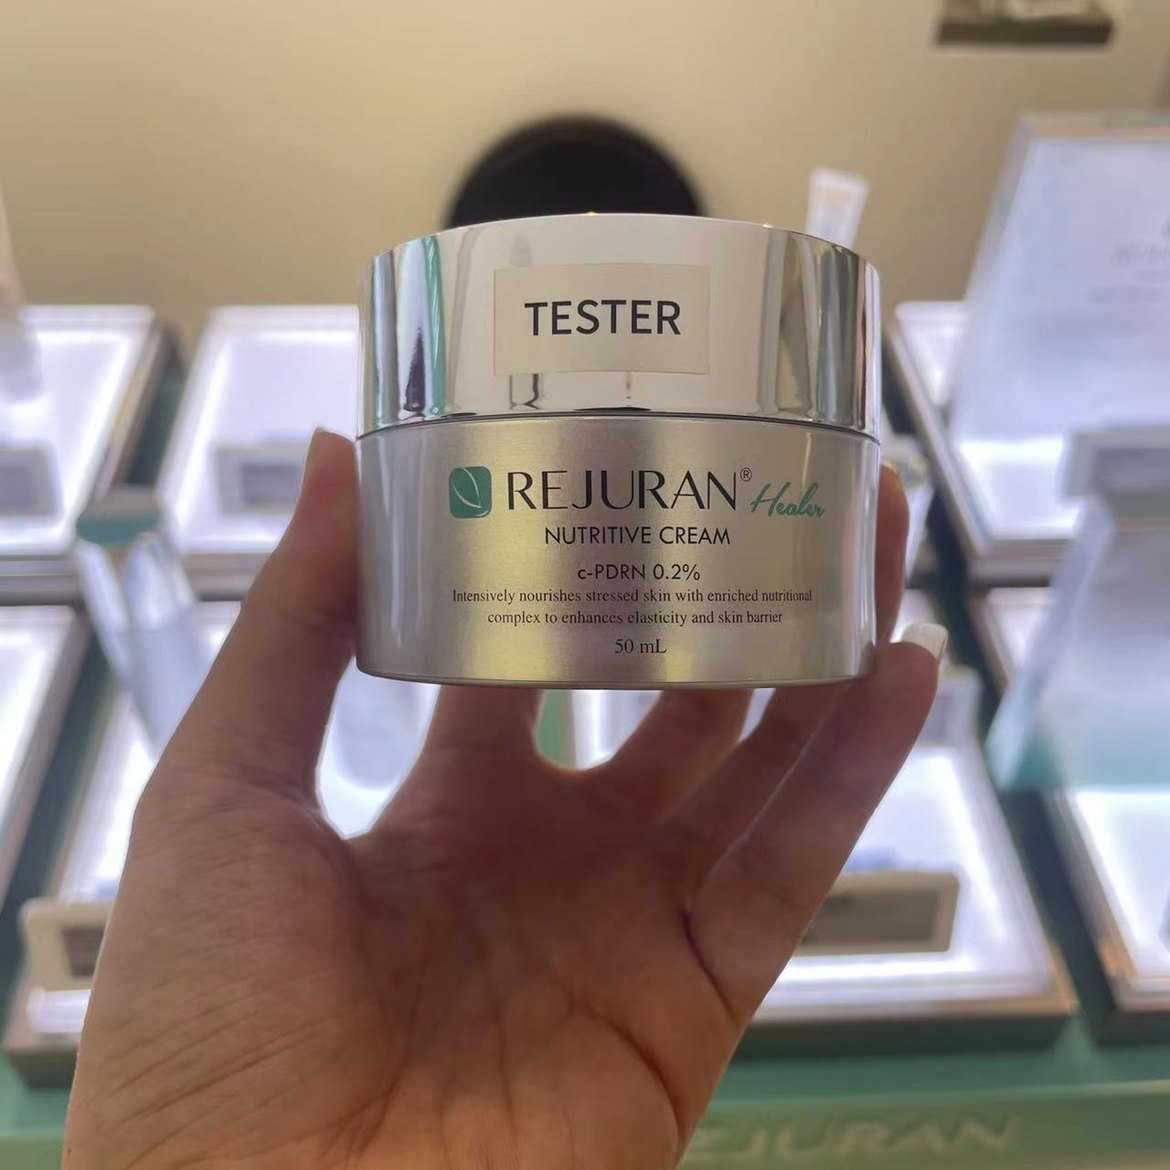 TESTER
REJURAN® Healer
NUTRITIVE CREAM
c-PDRN 0.2%
Intensively nourishes stressed skin with enriched nutritional
complex to enhances elasticity and skin barrier
50 mL
REJURAN